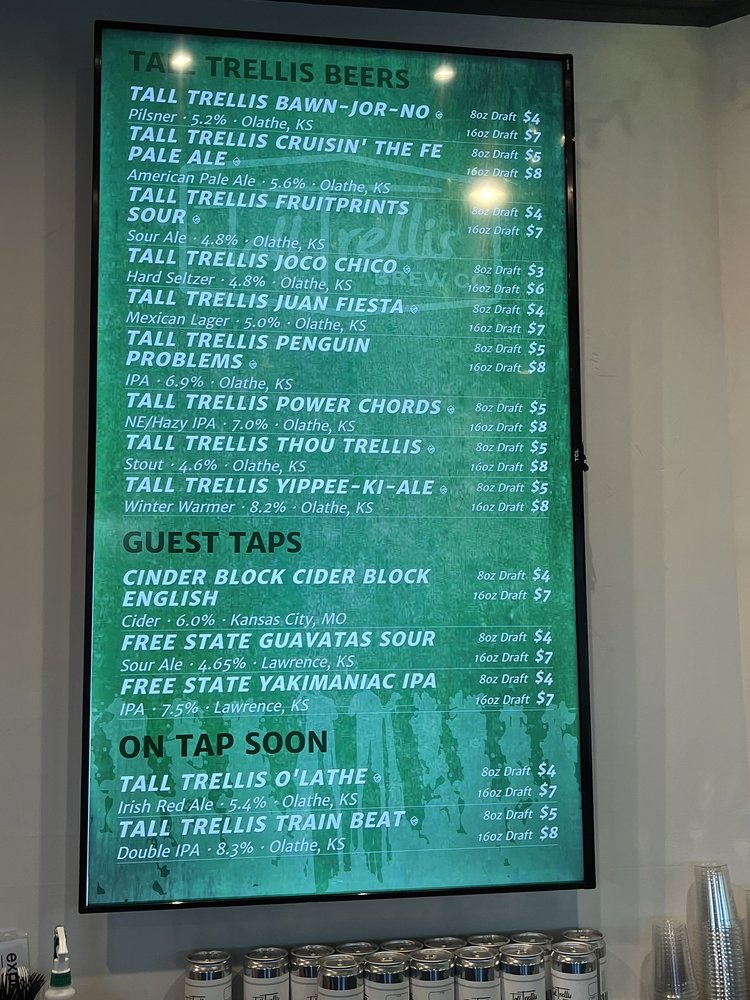 TALL TRELLIS BEERS
TALL TRELLIS BAWN-JOR-NO 8oz Draft $4
Pilsner · 5.2% · Olathe, KS 16oz Draft $7
TALL TRELLIS CRUISIN' THE FE 8oz Draft $5
PALE ALE 16oz Draft $8
American Pale Ale · 5.6% · Olathe, KS
TALL TRELLIS FRUITPRINTS 8oz Draft $4
SOUR 16oz Draft $7
Sour Ale · 4.8% · Olathe, KS
TALL TRELLIS JOCO CHICO 8oz Draft $3
Hard Seltzer · 4.8% · Olathe, KS 16oz Draft $6
TALL TRELLIS JUAN FIESTA 8oz Draft $4
Mexican Lager · 5.0% · Olathe, KS 16oz Draft $7
TALL TRELLIS PENGUIN 8oz Draft $5
PROBLEMS 16oz Draft $8
IPA · 6.9% · Olathe, KS
TALL TRELLIS POWER CHORDS 8oz Draft $5
NE/Hazy IPA · 7.0% · Olathe, KS 16oz Draft $8
TALL TRELLIS THOU TRELLIS 8oz Draft $5
Stout · 4.6% · Olathe, KS 16oz Draft $8
TALL TRELLIS YIPPEE-KI-ALE 8oz Draft $5
Winter Warmer · 8.2% · Olathe, KS 16oz Draft $8
Tall Trellis
BREW CO
GUEST TAPS
CINDER BLOCK CIDER BLOCK 8oz Draft $4
ENGLISH 16oz Draft $7
Cider · 6.0% · Kansas City, MO
FREE STATE GUAVATAS SOUR 8oz Draft $4
Sour Ale · 4.65% · Lawrence, KS 16oz Draft $7
FREE STATE YAKIMANIAC IPA 8oz Draft $4
IPA · 7.5% · Lawrence, KS 16oz Draft $7
ON TAP SOON
TALL TRELLIS O'LATHE 8oz Draft $4
Irish Red Ale · 5.4% · Olathe, KS 16oz Draft $7
TALL TRELLIS TRAIN BEAT 8oz Draft $5
Double IPA · 8.3% · Olathe, KS 16oz Draft $8
TCL
Tall Trellis
Tall Trellis